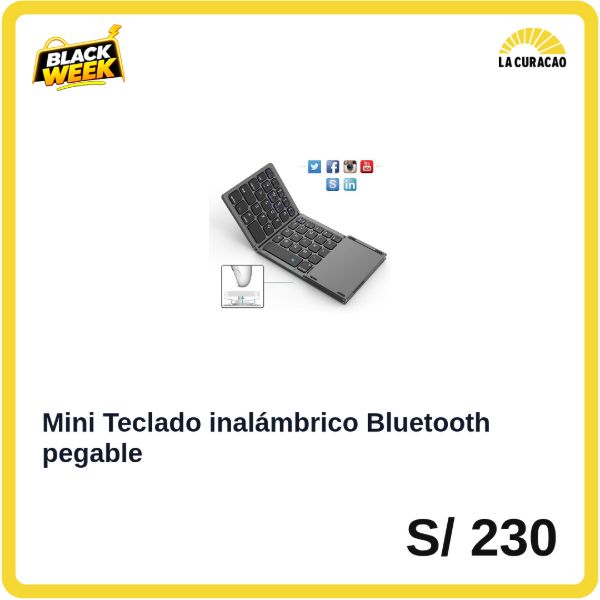 BLACK
WEEK
LA CURACAO
Mini Teclado inalámbrico Bluetooth
pegable
S/ 230